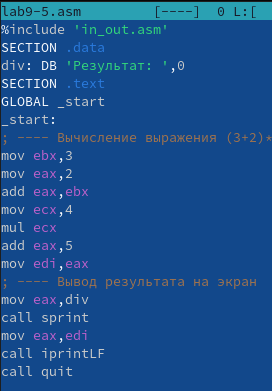 lab9-5.asm [----] 0 L:[
%include 'in_out.asm'
SECTION .data
div: DB 'Результат: ',0
SECTION .text
GLOBAL _start
_start:
; ---- Вычисление выражения (3+2)*
mov ebx,3
mov eax,2
add eax,ebx
mov ecx,4
mul ecx
add eax,5
mov edi,eax
; ---- Вывод результата на экран
mov eax,div
call sprint
mov eax,edi
call iprintLF
call quit